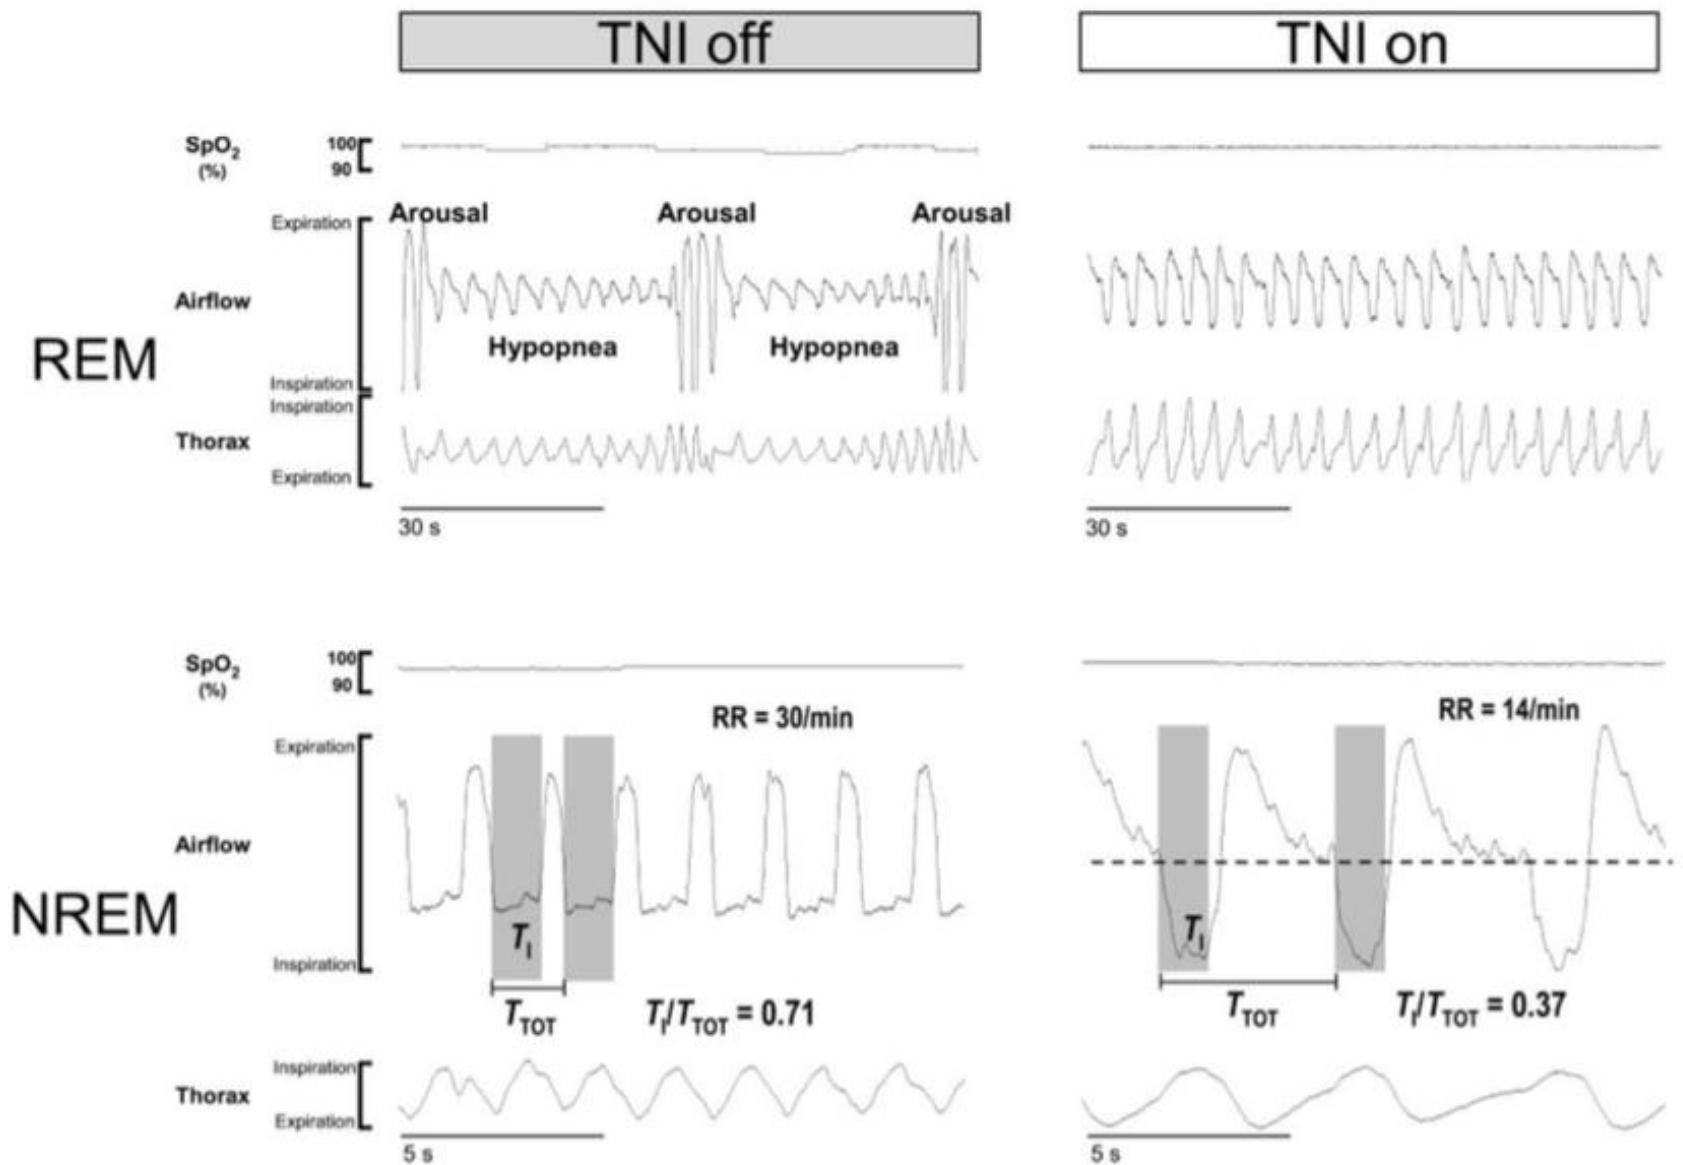 TNI off
TNI on
SpO2
(%)
100
90
Expiration
Arousal
Arousal
Arousal
Airflow
Hypopnea
Hypopnea
REM
Inspiration
Inspiration
Thorax
Expiration
30 s
30 s
SpO2
(%)
100
90
RR = 30/min
RR = 14/min
Expiration
Airflow
NREM
TI
TI
Inspiration
TTOT
TI/TTOT = 0.71
TTOT
TI/TTOT = 0.37
Inspiration
Thorax
Expiration
5 s
5 s